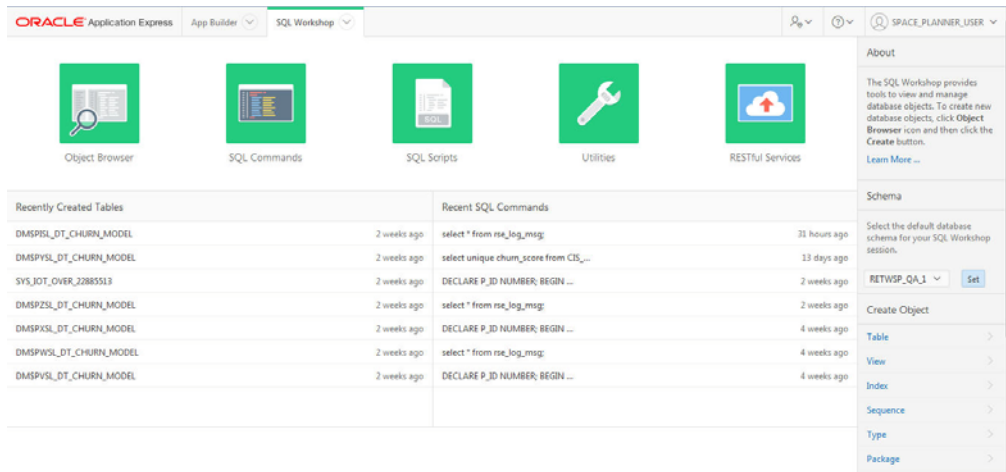 ORACLE Application Express App Builder SQL Workshop SPACE_PLANNER_USER
Object Browser
SQL Commands
SQL
SQL Scripts
Utilities
RESTful Services
Recently Created Tables
DM$PISL_DT_CHURN_MODEL 2 weeks ago
DM$PYSL_DT_CHURN_MODEL 2 weeks ago
SYS_IOT_OVER_22885513 2 weeks ago
DM$PZSL_DT_CHURN_MODEL 2 weeks ago
DM$PXSL_DT_CHURN_MODEL 2 weeks ago
DM$PWSL_DT_CHURN_MODEL 2 weeks ago
DM$PVSL_DT_CHURN_MODEL 2 weeks ago
Recent SQL Commands
select * from rse_log_msg; 31 hours ago
select unique churn_score from CIS_... 13 days ago
DECLARE P_ID NUMBER; BEGIN ... 2 weeks ago
select * from rse_log_msg; 2 weeks ago
DECLARE P_ID NUMBER; BEGIN ... 4 weeks ago
select * from rse_log_msg; 4 weeks ago
DECLARE P_ID NUMBER; BEGIN ... 4 weeks ago
About
The SQL Workshop provides
tools to view and manage
database objects. To create new
database objects, click Object
Browser icon and then click the
Create button.
Learn More ...
Schema
Select the default database
schema for your SQL Workshop
session.
RETWSP_QA_1 Set
Create Object
Table
View
Index
Sequence
Type
Package